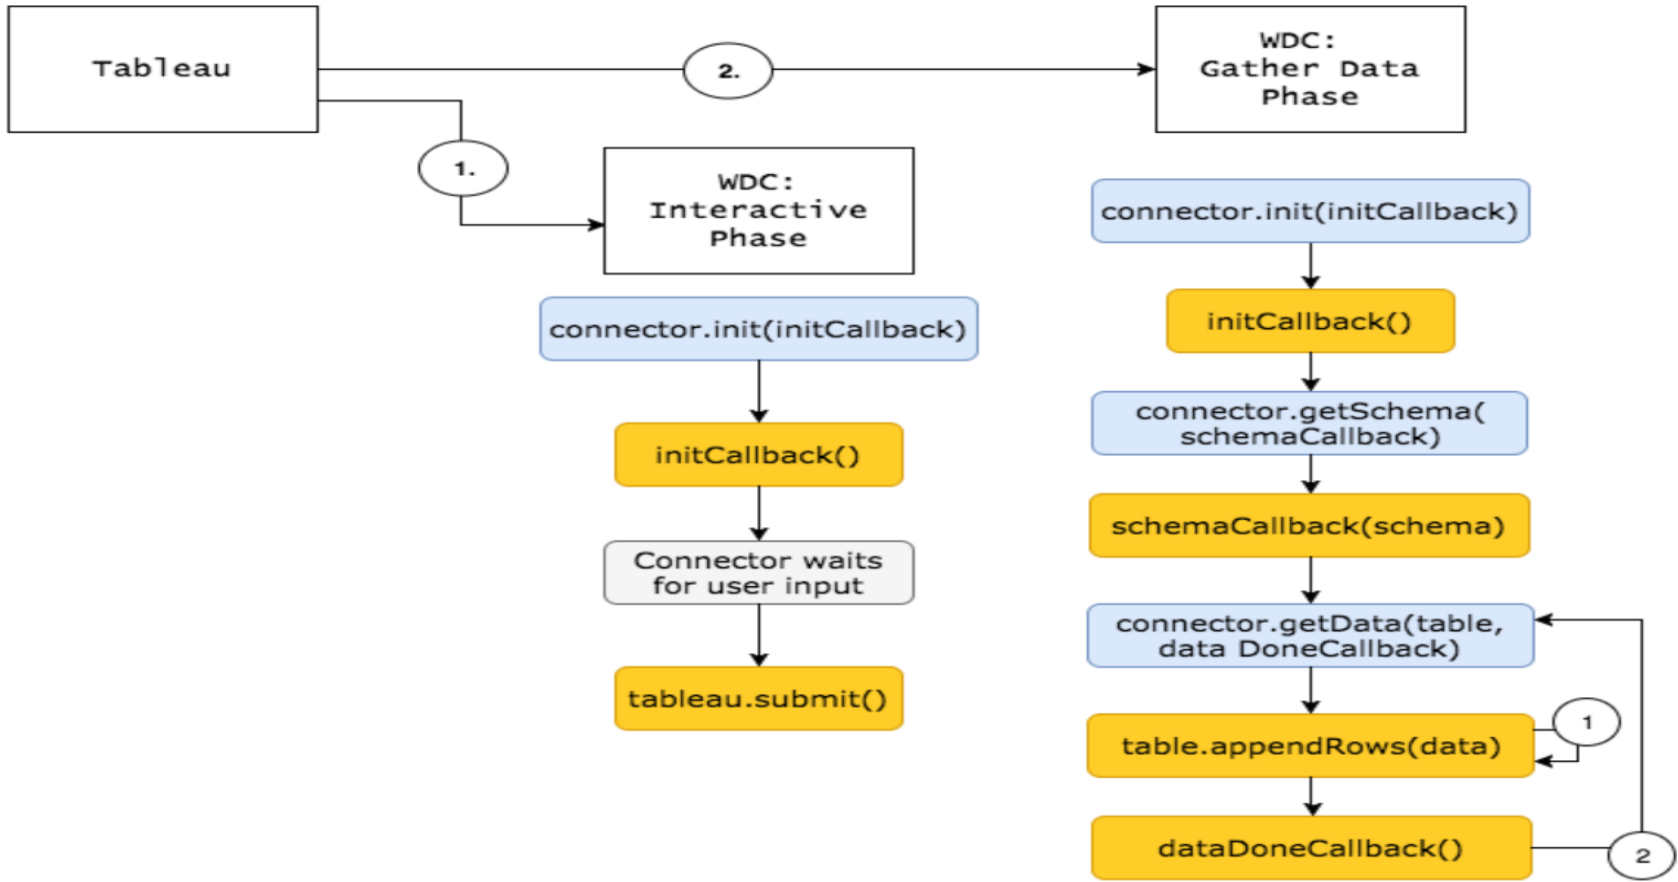 Tableau
2.
WDC:
Gather Data
Phase
1.
WDC:
Interactive
Phase
connector.init(initCallback)
initCallback()
Connector waits
for user input
tableau.submit()
connector.init(initCallback)
initCallback()
connector.getSchema(
schemaCallback)
schemaCallback(schema)
connector.getData(table,
data DoneCallback)
table.appendRows(data)
1
dataDoneCallback()
2